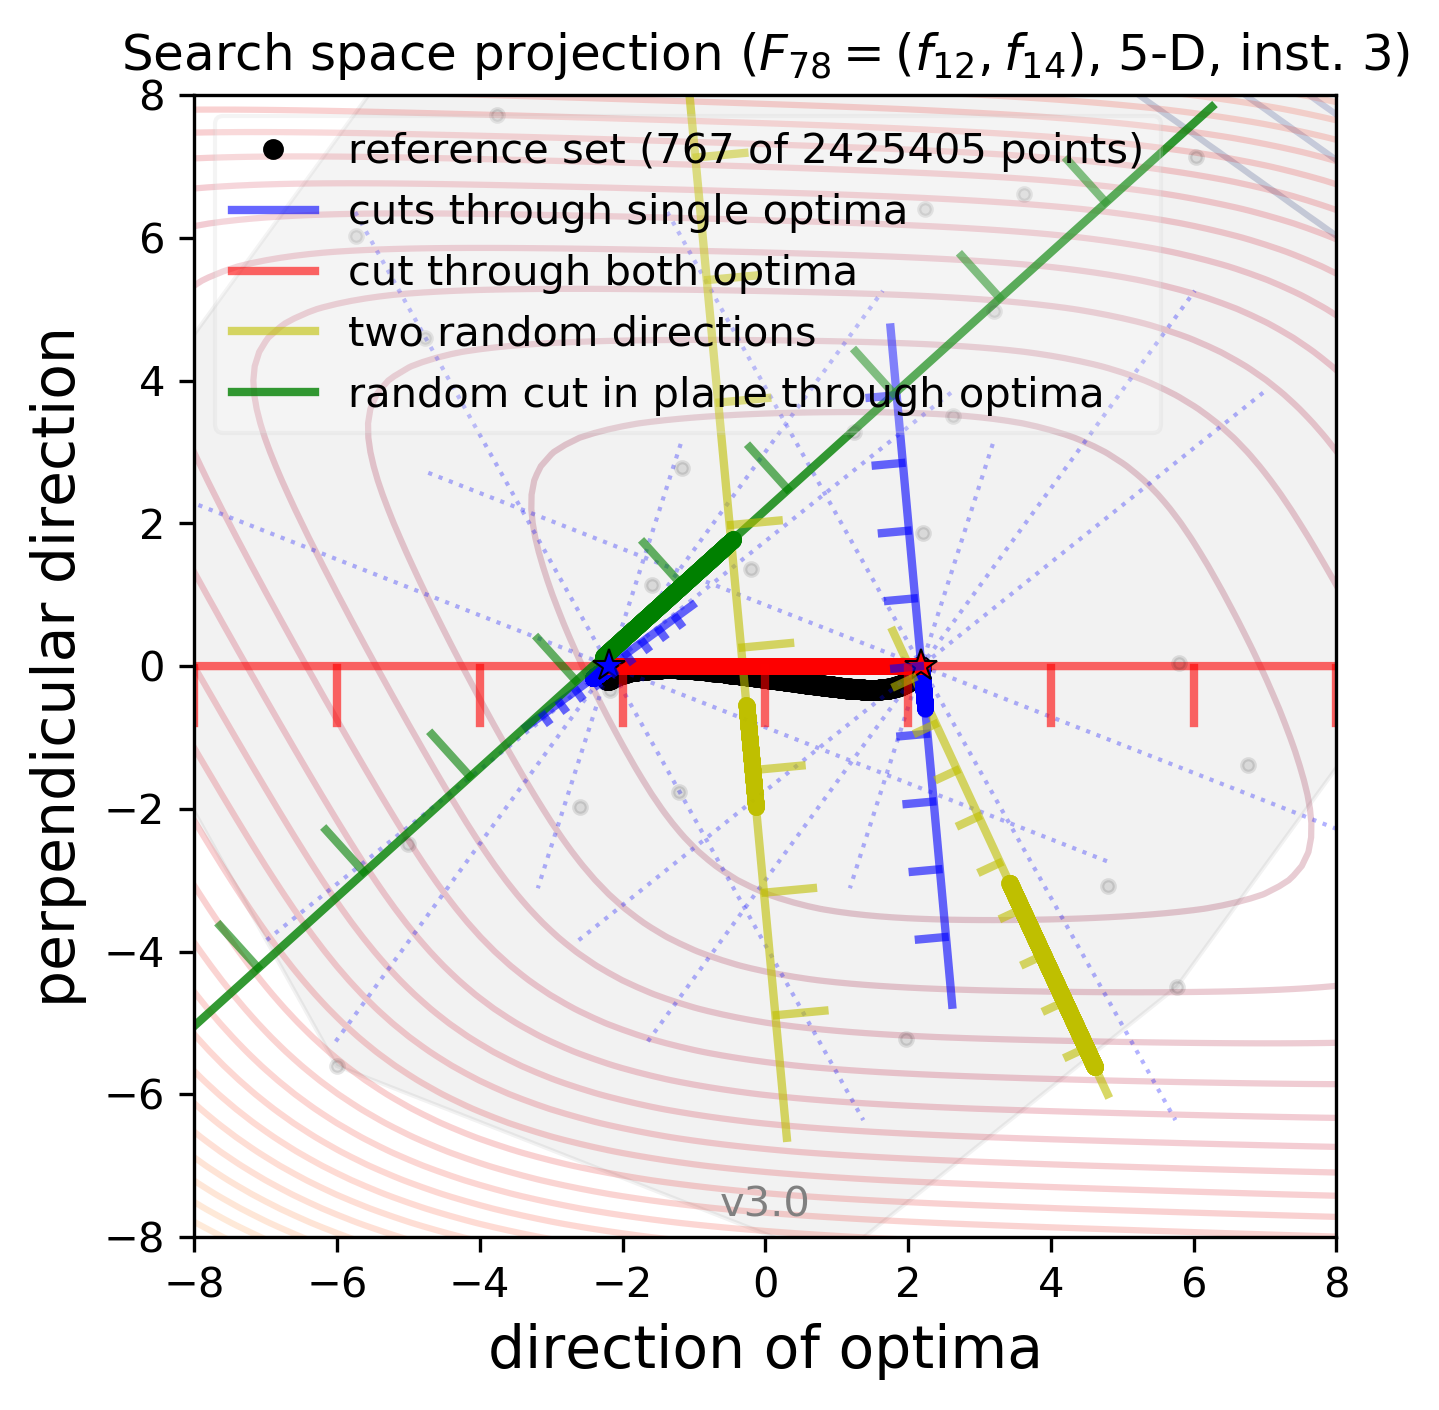 Search space projection (F78 = (f12, f14), 5-D, inst. 3)
reference set (767 of 2425405 points)
cuts through single optima
cut through both optima
two random directions
random cut in plane through optima
8
6
4
2
0
−2
−4
−6
−8
perpendicular direction
v3.0
−8 −6 −4 −2 0 2 4 6 8
direction of optima